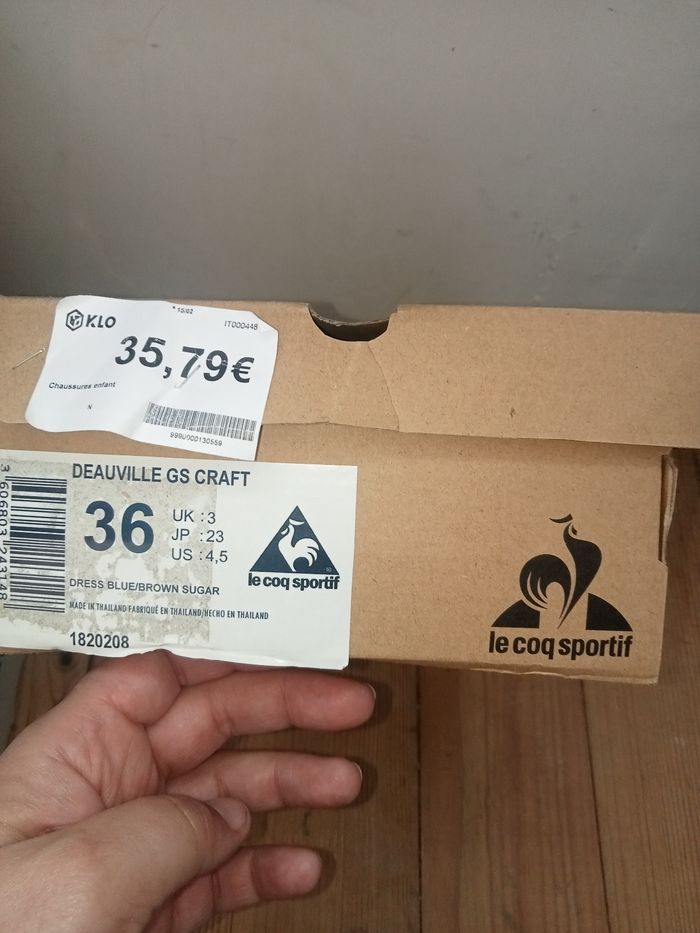 KLO
* 10/02
IT000448
35,79€
Chaussures enfant
N
9990000130559
3 606803 243148
DEAUVILLE GS CRAFT
36
UK :3
JP :23
US :4,5
le coq sportif
DRESS BLUE/BROWN SUGAR
MADE IN THAILAND/FABRIQUÉ EN THAILAND/HECHO EN THAILAND
1820208
le coq sportif